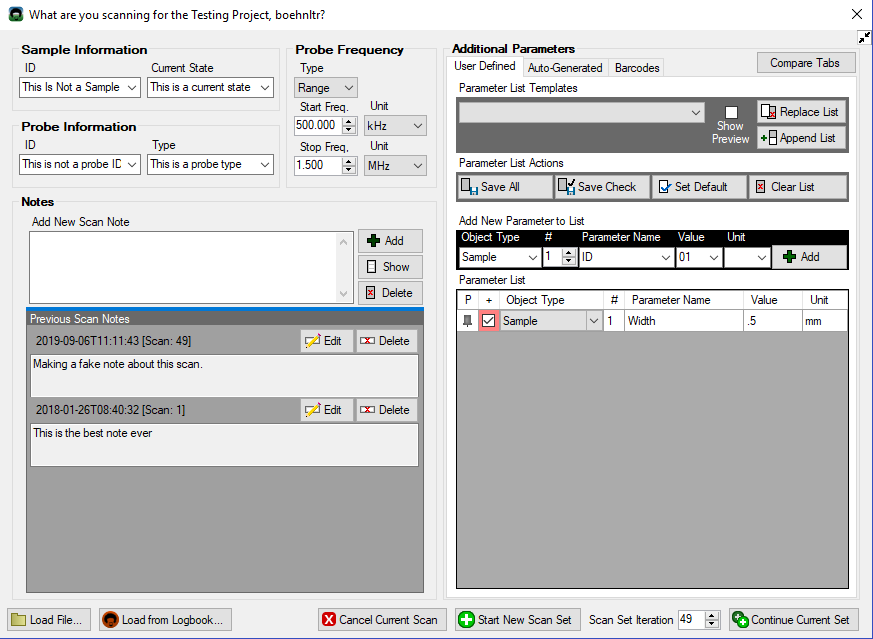 What are you scanning for the Testing Project, boehnltr?
Sample Information
ID
Current State
This Is Not a Sample
This is a current state
Probe Information
ID
Type
This is not a probe ID
This is a probe type
Probe Frequency
Type
Range
Start Freq.
Unit
500.000
kHz
Stop Freq.
Unit
1.500
MHz
Notes
Add New Scan Note
Add
Show
Delete
Previous Scan Notes
2019-09-06T11:11:43 [Scan: 49]
Edit
Delete
Making a fake note about this scan.
2018-01-26T08:40:32 [Scan: 1]
Edit
Delete
This is the best note ever
Additional Parameters
Compare Tabs
User Defined
Auto-Generated
Barcodes
Parameter List Templates
Show
Preview
Replace List
Append List
Parameter List Actions
Save All
Save Check
Set Default
Clear List
Add New Parameter to List
Object Type # Parameter Name Value Unit
Sample 1 ID 01
Add
Parameter List
P + Object Type # Parameter Name Value Unit
Sample 1 Width .5 mm
Load File...
Load from Logbook...
Cancel Current Scan
Start New Scan Set
Scan Set Iteration 49
Continue Current Set